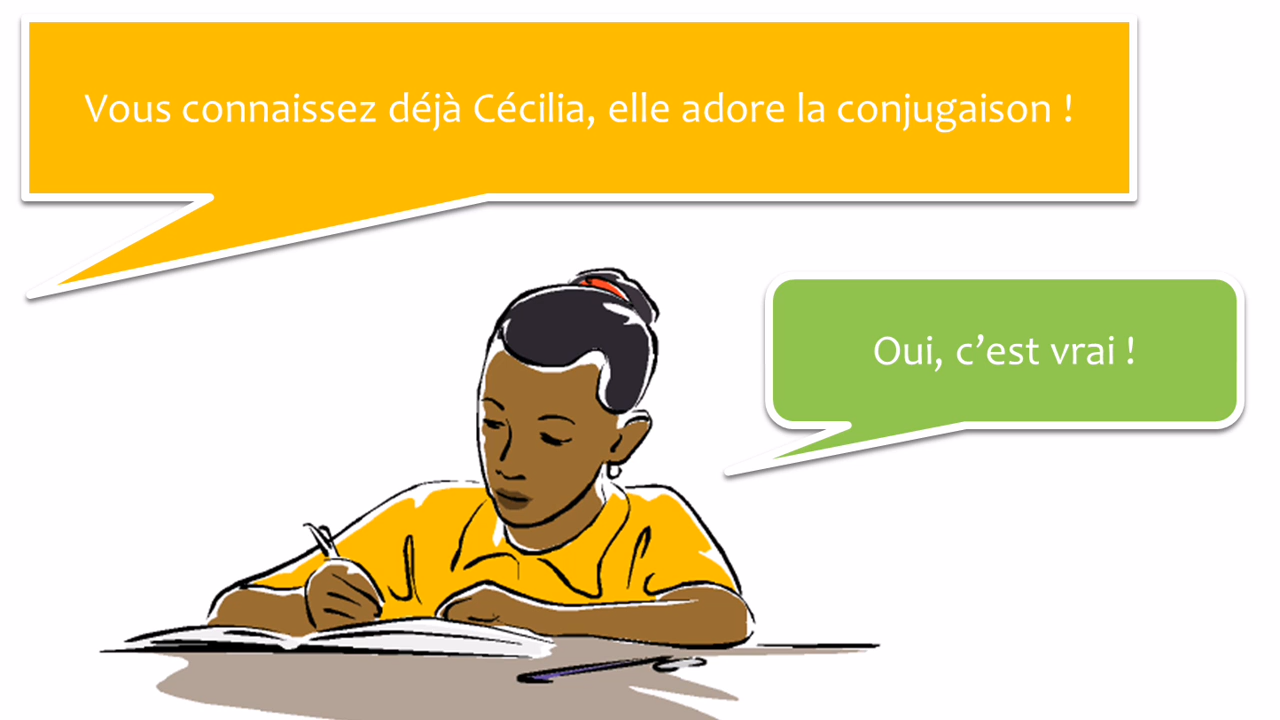 Vous connaissez déjà Cécilia, elle adore la conjugaison !
Oui, c’est vrai !